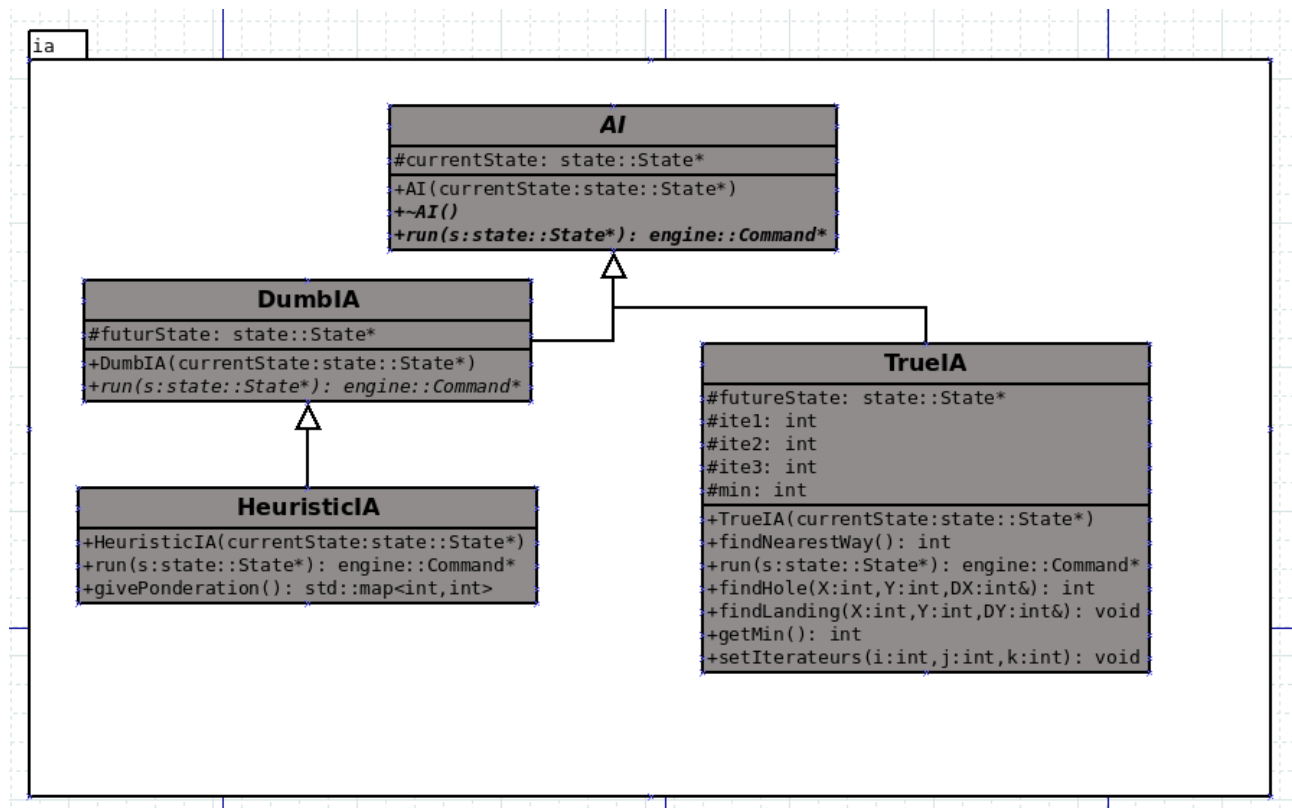 ia
AI
#currentState: state::State*
+AI(currentState:state::State*)
+~AI()
+run(s:state::State*): engine::Command*
DumbIA
#futurState: state::State*
+DumbIA(currentState:state::State*)
+run(s:state::State*): engine::Command*
HeuristicIA
+HeuristicIA(currentState:state::State*)
+run(s:state::State*): engine::Command*
+givePonderation(): std::map<int,int>
TrueIA
#futureState: state::State*
#ite1: int
#ite2: int
#ite3: int
#min: int
+TrueIA(currentState:state::State*)
+findNearestWay(): int
+run(s:state::State*): engine::Command*
+findHole(X:int,Y:int,DX:int&): int
+findLanding(X:int,Y:int,DY:int&): void
+getMin(): int
+setIterateurs(i:int,j:int,k:int): void